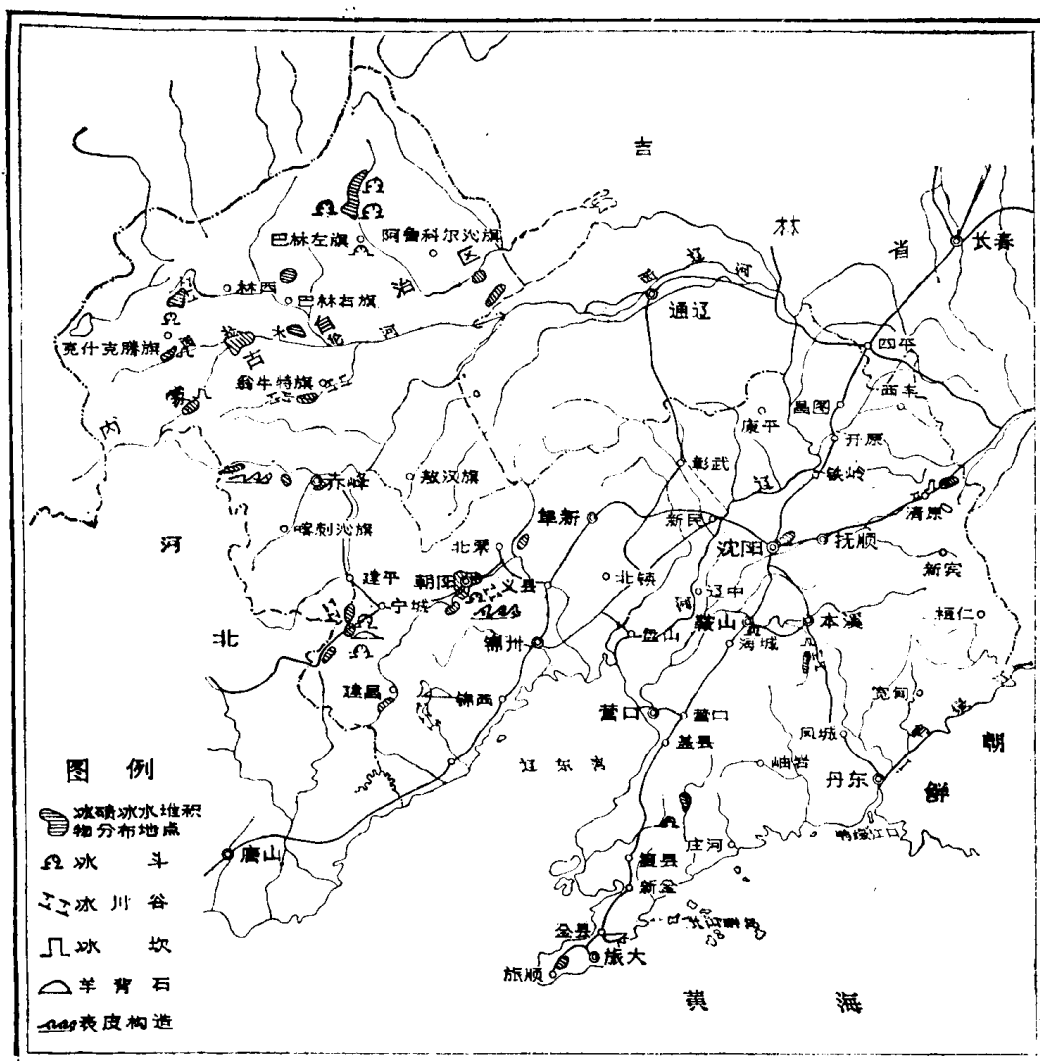 吉
林
省
长春
巴林左旗
阿鲁科尔沁旗
区
治
自
古
蒙
内
林西
巴林右旗
西
辽
河
通辽
河
克什克腾旗
四平
翁牛特旗
昌图
西丰
康平
开原
彰武
辽
铁岭
赤峰
敖汉旗
清原
喀刺沁旗
阜新
新民
沈阳
抚顺
河
北票
新宾
建平
朝阳
义县
北镇
辽中
河
宁城
桓仁
北
鞍山
本溪
盘山
海城
锦州
建昌
锦西
宽甸
营口
营口
凤城
朝
盖县
辽东湾
岫岩
丹东
鲜
鸭绿江口
庄河
唐山
复县
新金
金县
旅大
旅顺
黄海
图例
冰碛冰水堆积
物分布地点
冰斗
冰川谷
冰坎
羊背石
表皮构造